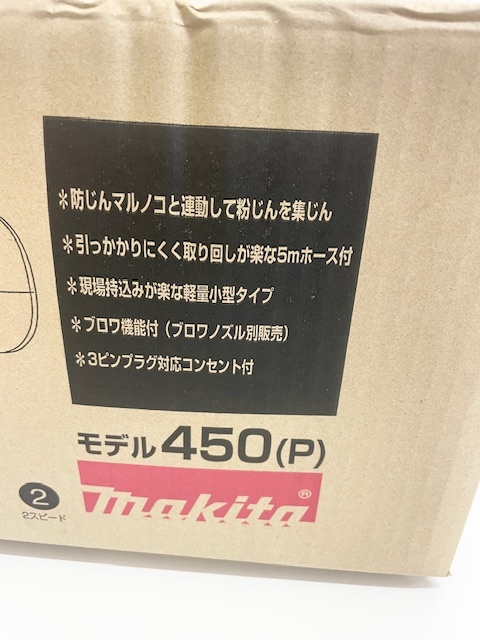 ＊防じんマルノコと連動して粉じんを集じん
＊引っかかりにくく取り回しが楽な5mホース付
＊現場持込みが楽な軽量小型タイプ
＊ブロワ機能付（ブロワノズル別販売）
＊3ピンプラグ対応コンセント付
モデル 450(P)
makita®
2
2スピード